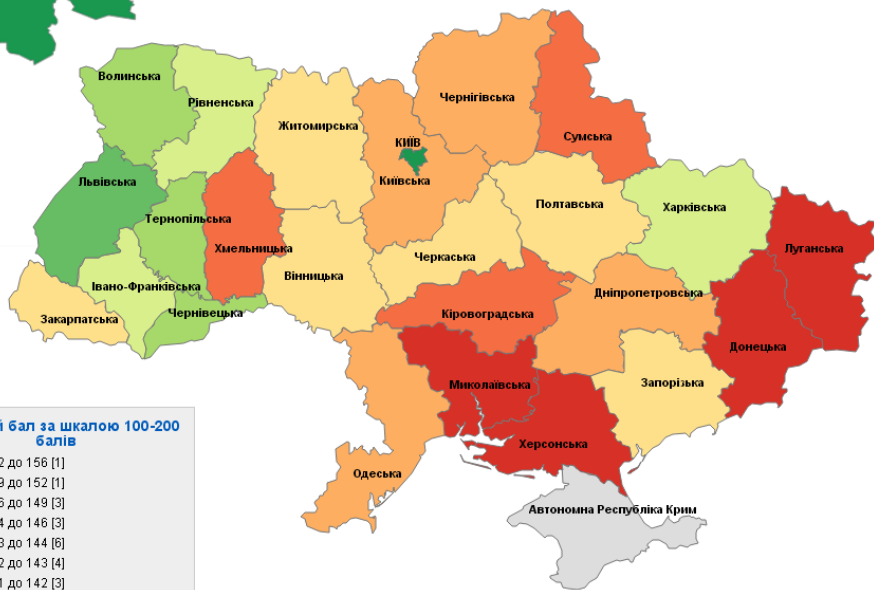 Волинська
Рівненська
Житомирська
Чернігівська
Сумська
КИЇВ
Київська
Львівська
Тернопільська
Хмельницька
Полтавська
Харківська
Луганська
Черкаська
Вінницька
Івано-Франківська
Закарпатська
Чернівецька
Кіровоградська
Дніпропетровська
Донецька
Миколаївська
Запорізька
Херсонська
Одеська
Автономна Республіка Крим
й бал за шкалою 100-200
балів
2 до 156 [1]
9 до 152 [1]
6 до 149 [3]
4 до 146 [3]
3 до 144 [6]
2 до 143 [4]
1 до 142 [3]